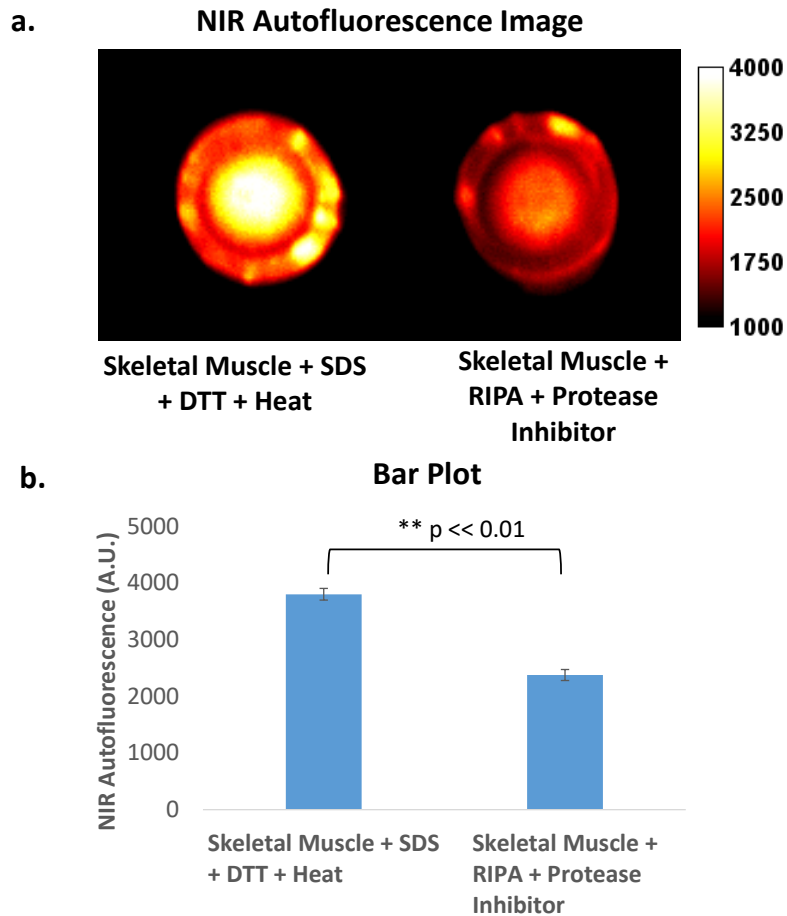 a.
NIR Autofluorescence Image
4000
3250
2500
1750
1000
Skeletal Muscle + SDS
+ DTT + Heat
Skeletal Muscle +
RIPA + Protease
Inhibitor
b.
Bar Plot
NIR Autofluorescence (A.U.)
5000
4000
3000
2000
1000
0
** p << 0.01
Skeletal Muscle + SDS
+ DTT + Heat
Skeletal Muscle +
RIPA + Protease
Inhibitor